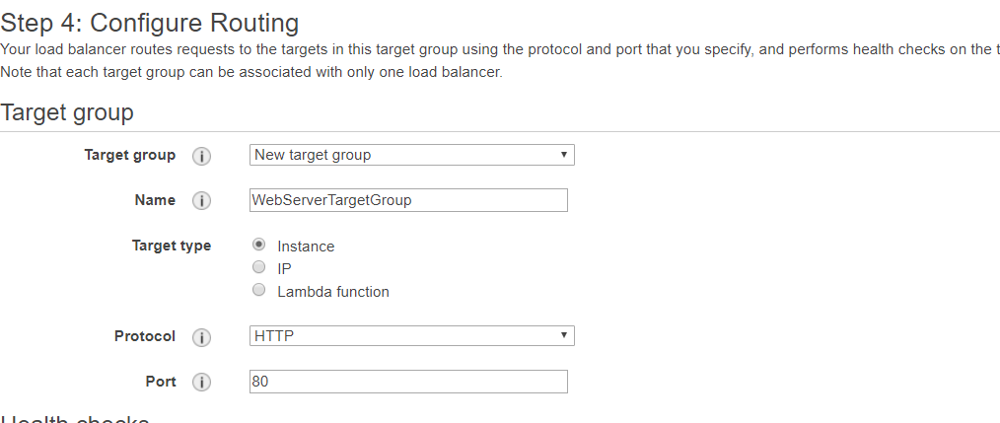 Step 4: Configure Routing
Your load balancer routes requests to the targets in this target group using the protocol and port that you specify, and performs health checks on the t
Note that each target group can be associated with only one load balancer.
Target group
Target group i New target group
Name i WebServerTargetGroup
Target type Instance
IP
Lambda function
Protocol i HTTP
Port i 80
Health checks